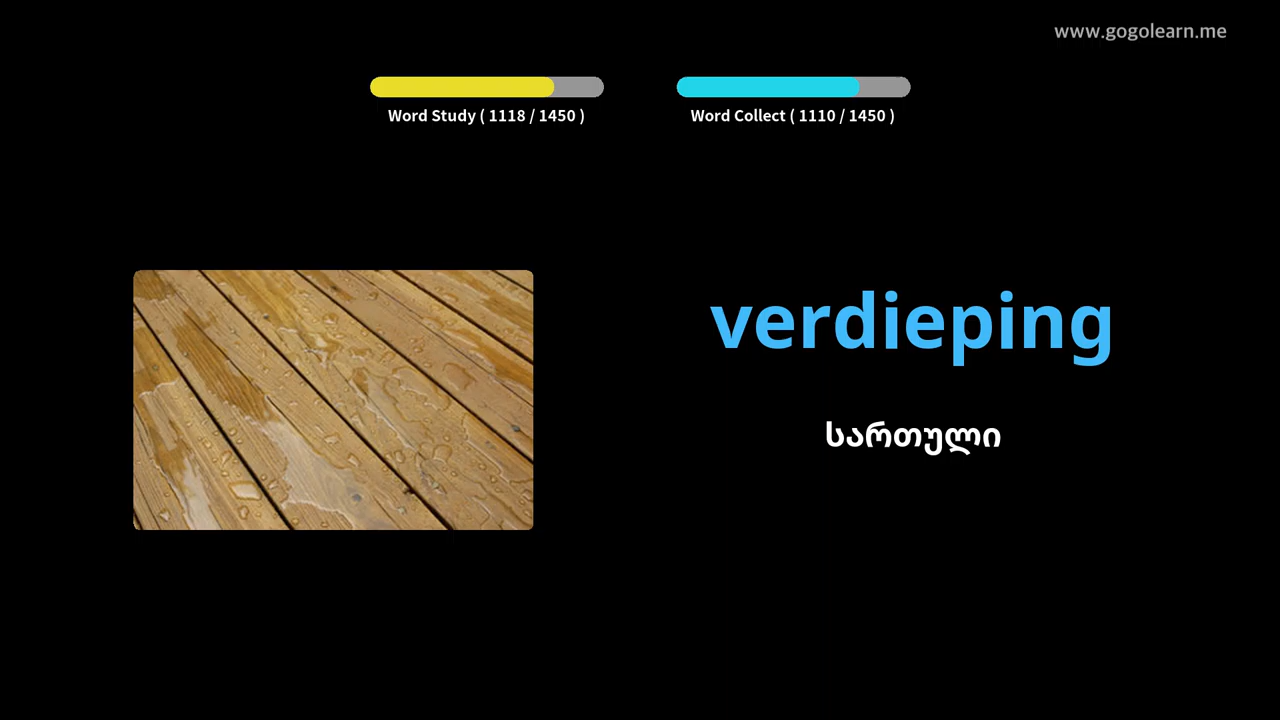 www.gogolearn.me
Word Study ( 1118 / 1450 )
Word Collect ( 1110 / 1450 )
verdieping
სართული